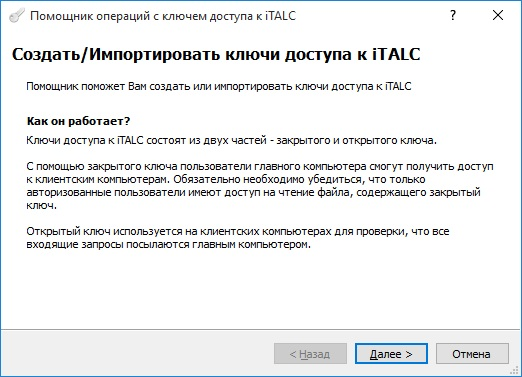 Помощник операций с ключем доступа к iTALC
Создать/Импортировать ключи доступа к iTALC
Помощник поможет Вам создать или импортировать ключи доступа к iTALC
Как он работает?
Ключи доступа к iTALC состоят из двух частей - закрытого и открытого ключа.
С помощью закрытого ключа пользователи главного компьютера смогут получить доступ
к клиентским компьютерам. Обязательно необходимо убедиться, что только
авторизованные пользователи имеют доступ на чтение файла, содержащего закрытый
ключ.
Открытый ключ используется на клиентских компьютерах для проверки, что все
входящие запросы посылаются главным компьютером.
< Назад Далее > Отмена